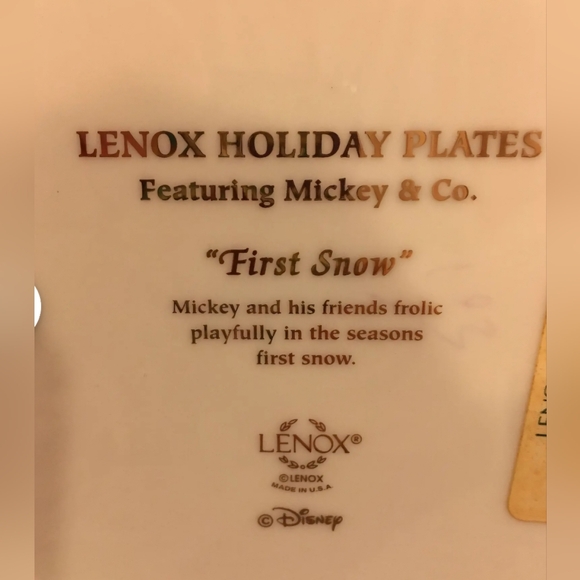 LENOX HOLIDAY PLATES
Featuring Mickey & Co.
“First Snow”
Mickey and his friends frolic
playfully in the seasons
first snow.
LENOX®
©LENOX
MADE IN U.S.A.
©Disney